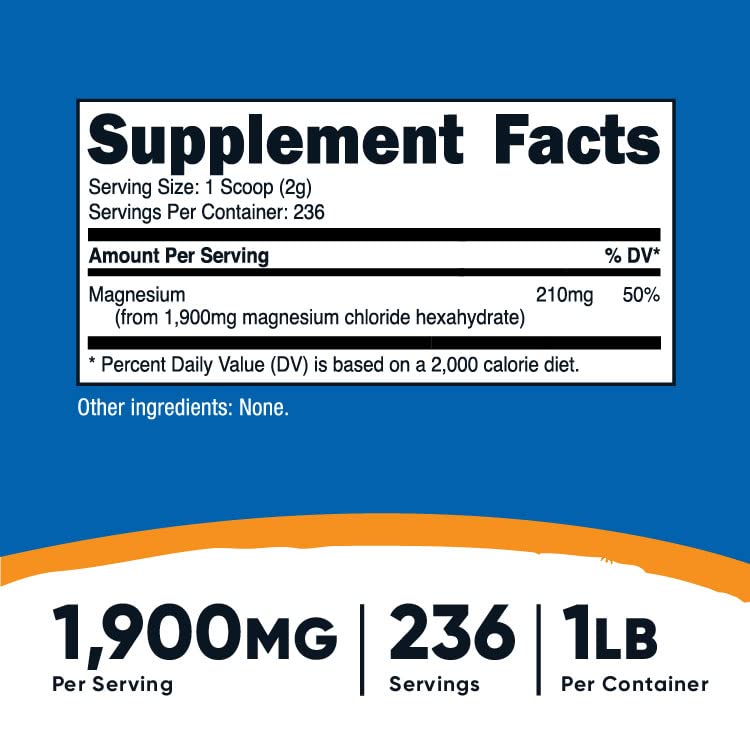 Supplement Facts
Serving Size: 1 Scoop (2g)
Servings Per Container: 236
Amount Per Serving % DV*
Magnesium 210mg 50%
(from 1,900mg magnesium chloride hexahydrate)
* Percent Daily Value (DV) is based on a 2,000 calorie diet.
Other ingredients: None.
1,900MG 236 1LB
Per Serving Servings Per Container